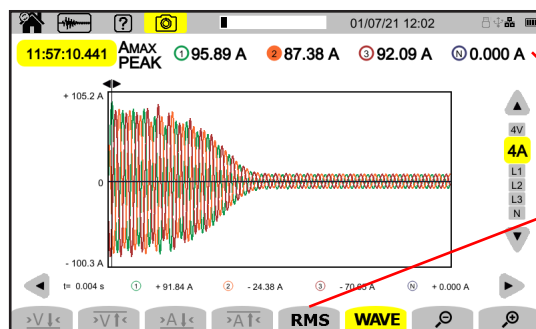 ? 01/07/21 12:02
11:57:10.441 AMAX PEAK 1 95.89 A 2 87.38 A 3 92.09 A N 0.000 A
+ 105.2 A
0
- 100.3 A
4V
4A
L1
L2
L3
N
t= 0.004 s 1 + 91.84 A 2 - 24.38 A 3 A N + 0.000 A
>V↓< >V↑< >A↓< >A↑< RMS WAVE